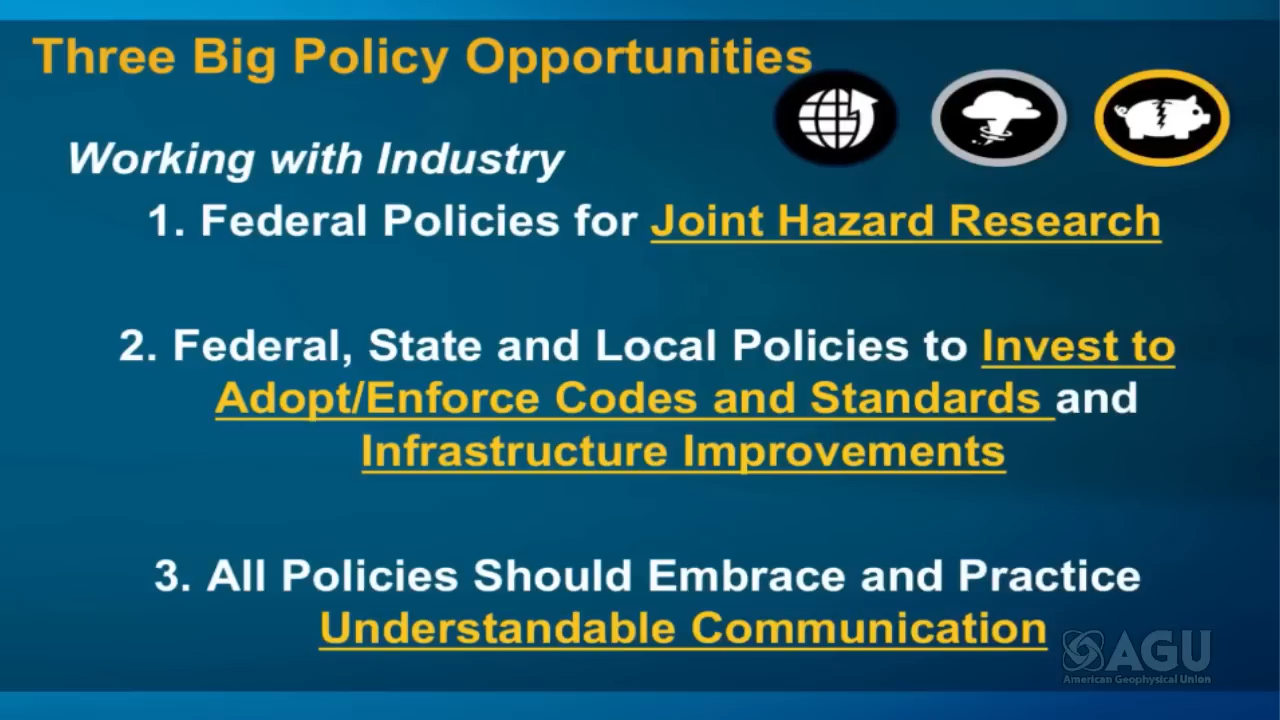 Three Big Policy Opportunities
Working with Industry
1. Federal Policies for Joint Hazard Research
2. Federal, State and Local Policies to Invest to
Adopt/Enforce Codes and Standards and
Infrastructure Improvements
3. All Policies Should Embrace and Practice
Understandable Communication
AGU
American Geophysical Union